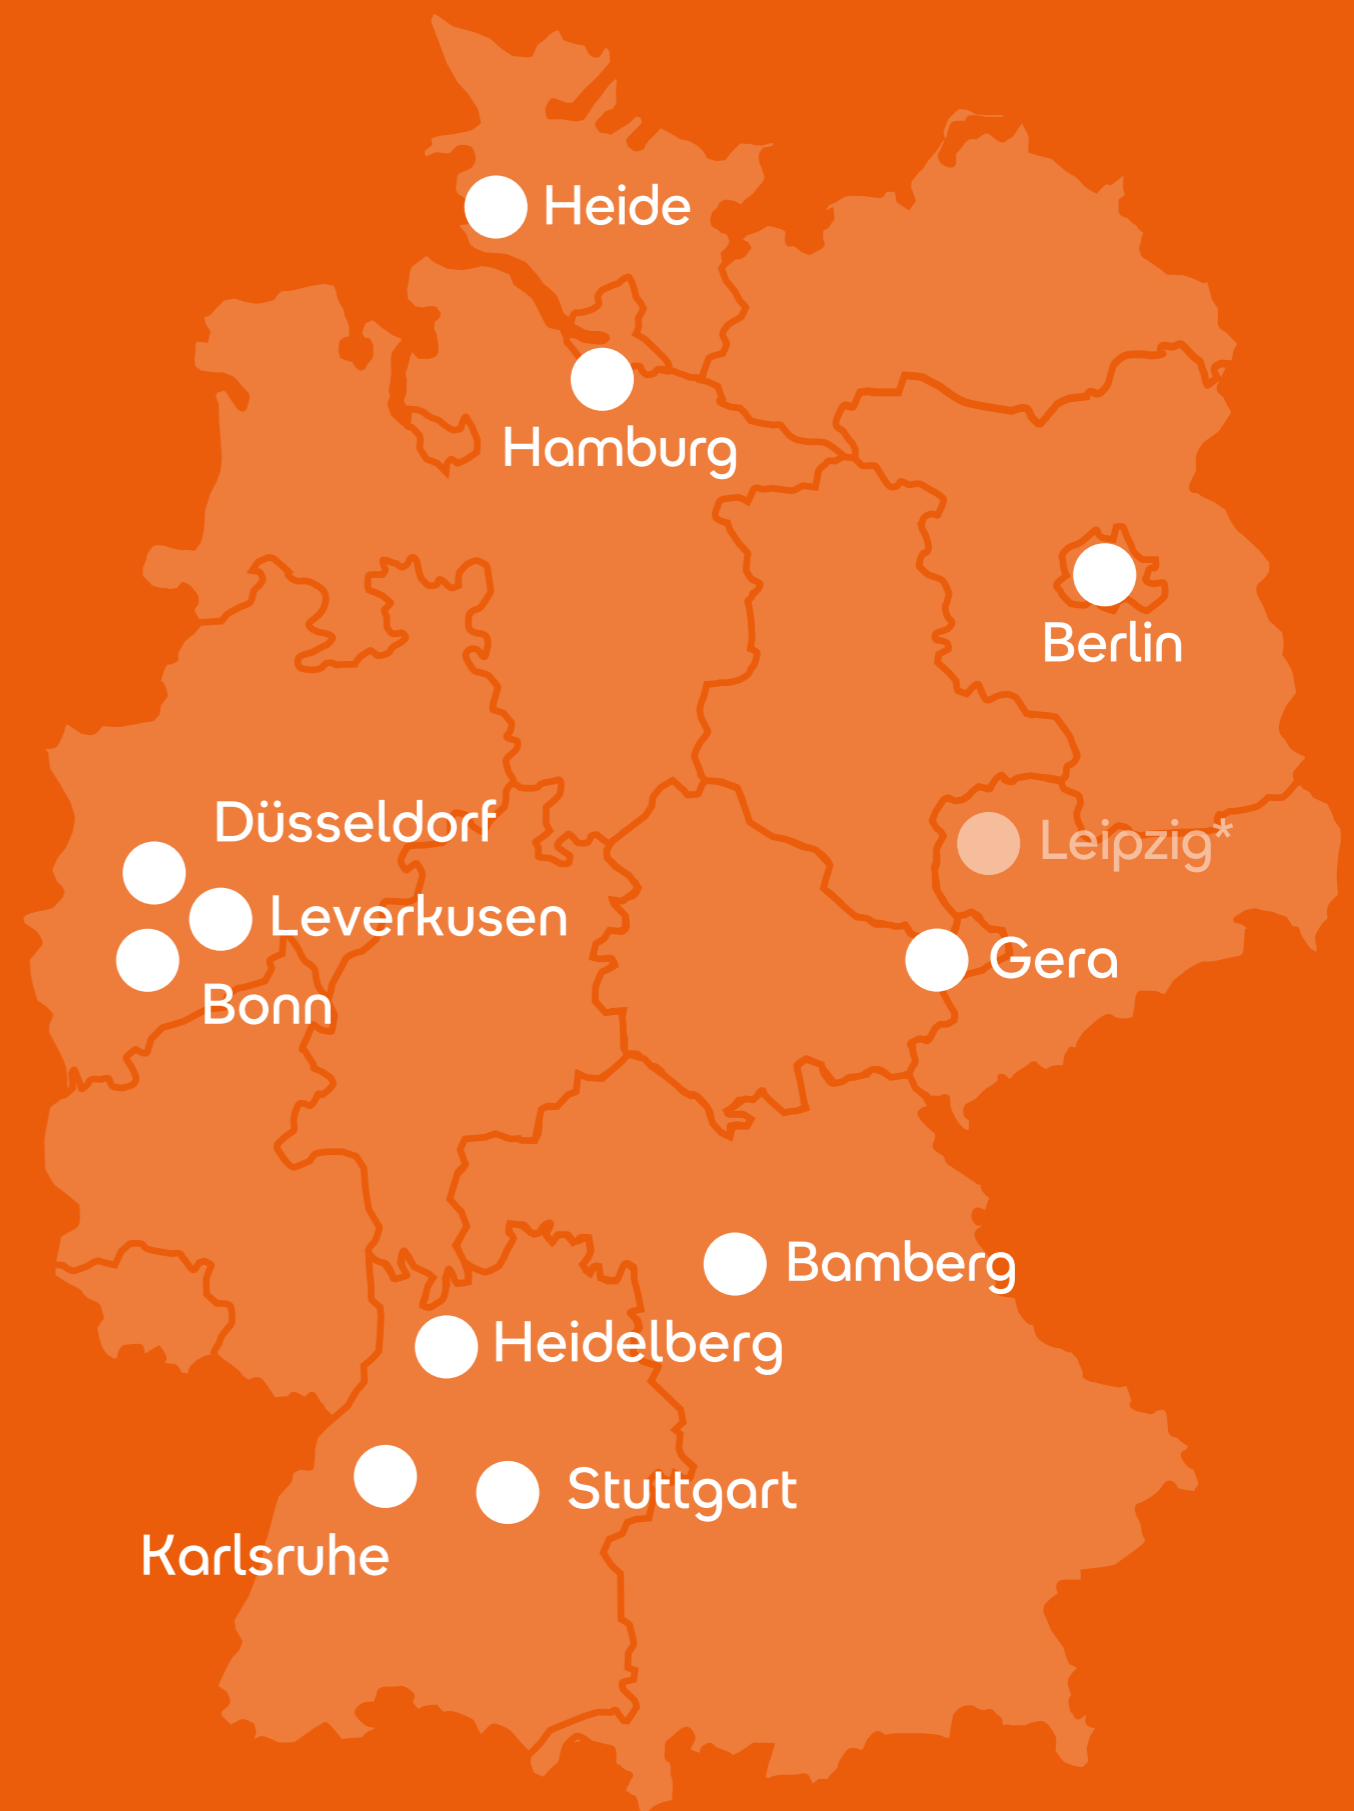 Heide
Hamburg
Berlin
Düsseldorf
Leipzig*
Leverkusen
Gera
Bonn
Bamberg
Heidelberg
Stuttgart
Karlsruhe